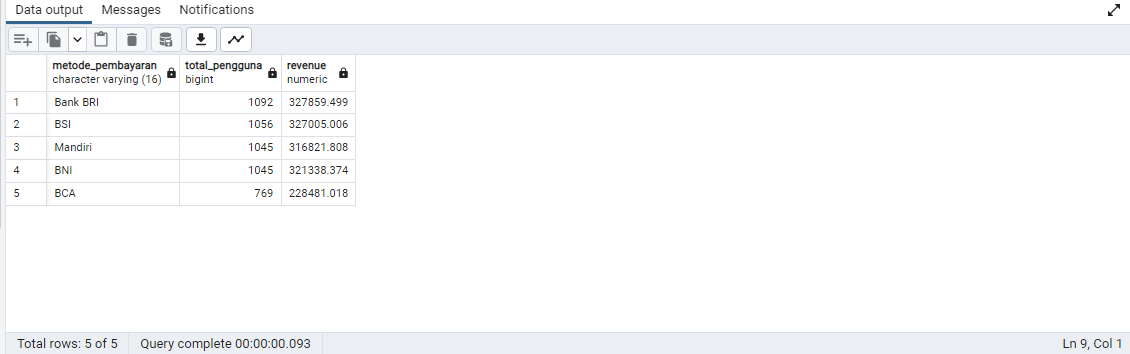 Data output Messages Notifications
metode_pembayaran total_pengguna revenue
character varying (16) bigint numeric
1 Bank BRI 1092 327859.499
2 BSI 1056 327005.006
3 Mandiri 1045 316821.808
4 BNI 1045 321338.374
5 BCA 769 228481.018
Total rows: 5 of 5 Query complete 00:00:00.093 Ln 9, Col 1